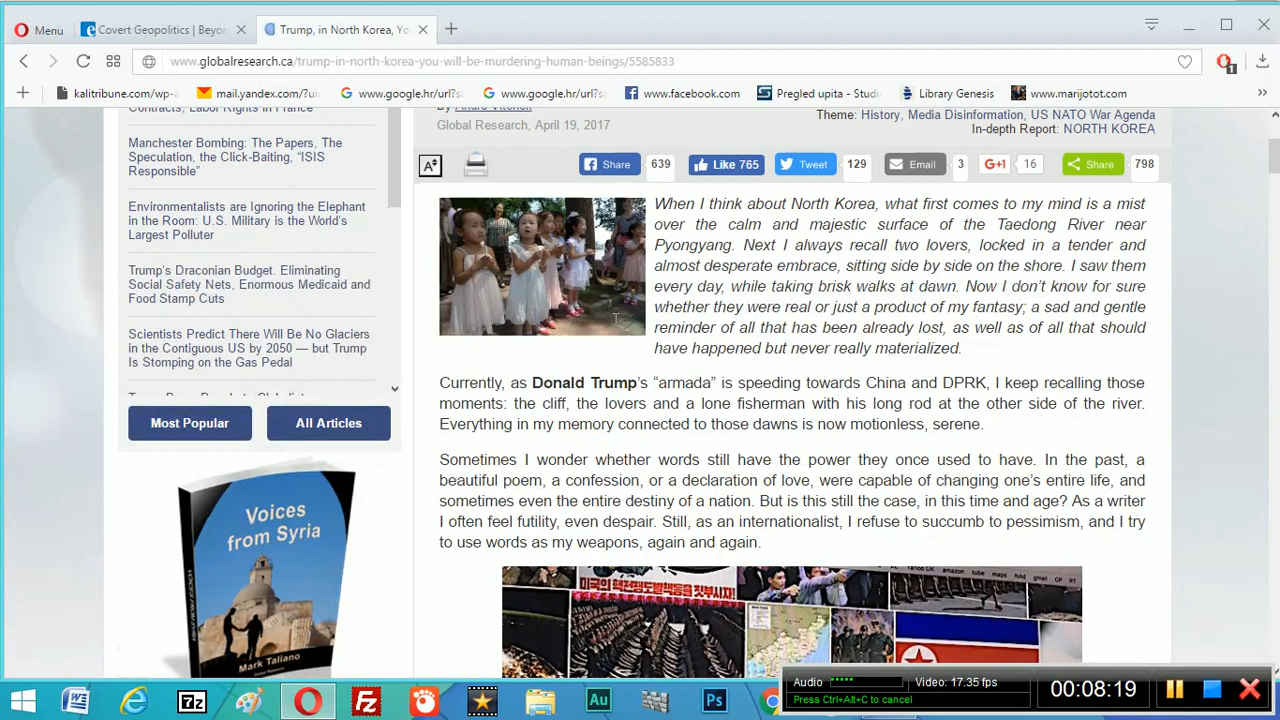 Menu
Covert Geopolitics | Beyon
Trump, in North Korea, Yo
www.globalresearch.ca/trump-in-north-korea-you-will-be-murdering-human-beings/5585833
1
kalitribune.com/wp-a
mail.yandex.com/?uid
www.google.hr/url?sa
www.google.hr/url?sa
www.facebook.com
Pregled upita - Studi
Library Genesis
www.marijotot.com
Contracts, Labor Rights in France
Manchester Bombing: The Papers, The
Speculation, the Click-Baiting, “ISIS
Responsible”
Environmentalists are Ignoring the Elephant
in the Room: U.S. Military is the World’s
Largest Polluter
Trump’s Draconian Budget. Eliminating
Social Safety Nets, Enormous Medicaid and
Food Stamp Cuts
Scientists Predict There Will Be No Glaciers
in the Contiguous US by 2050 — but Trump
Is Stomping on the Gas Pedal
Most Popular
All Articles
Voices
from Syria
Mark Taliano
By Andre Vltchek
Global Research, April 19, 2017
Theme: History, Media Disinformation, US NATO War Agenda
In-depth Report: NORTH KOREA
A
Share 639
Like 765
Tweet 129
Email 3
G+1 16
Share 798
When I think about North Korea, what first comes to my mind is a mist
over the calm and majestic surface of the Taedong River near
Pyongyang. Next I always recall two lovers, locked in a tender and
almost desperate embrace, sitting side by side on the shore. I saw them
every day, while taking brisk walks at dawn. Now I don’t know for sure
whether they were real or just a product of my fantasy; a sad and gentle
reminder of all that has been already lost, as well as of all that should
have happened but never really materialized.
Currently, as Donald Trump’s “armada” is speeding towards China and DPRK, I keep recalling those
moments: the cliff, the lovers and a lone fisherman with his long rod at the other side of the river.
Everything in my memory connected to those dawns is now motionless, serene.
Sometimes I wonder whether words still have the power they once used to have. In the past, a
beautiful poem, a confession, or a declaration of love, were capable of changing one’s entire life, and
sometimes even the entire destiny of a nation. But is this still the case, in this time and age? As a writer
I often feel futility, even despair. Still, as an internationalist, I refuse to succumb to pessimism, and I try
to use words as my weapons, again and again.
Audio
Video: 17.35 fps
Press Ctrl+Alt+C to cancel
00:08:19
Au
Ps